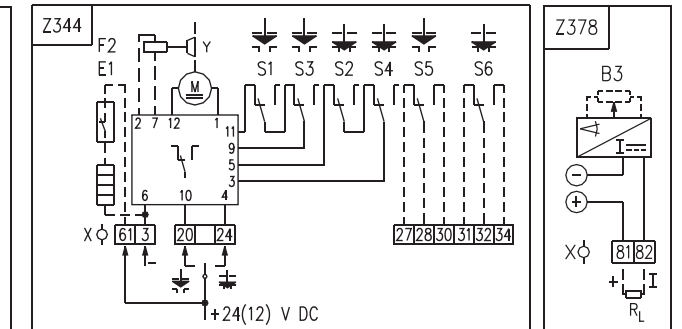 Z344
Z378
F2
Y
E1
S1 S3 S2 S4 S5 S6
B3
M
2 7 12 1
11
9
5
3
6 10 4
I
−
+
X 61 3 20 24 27 28 30 31 32 34
X 81 82
+ I
RL
+24(12) V DC